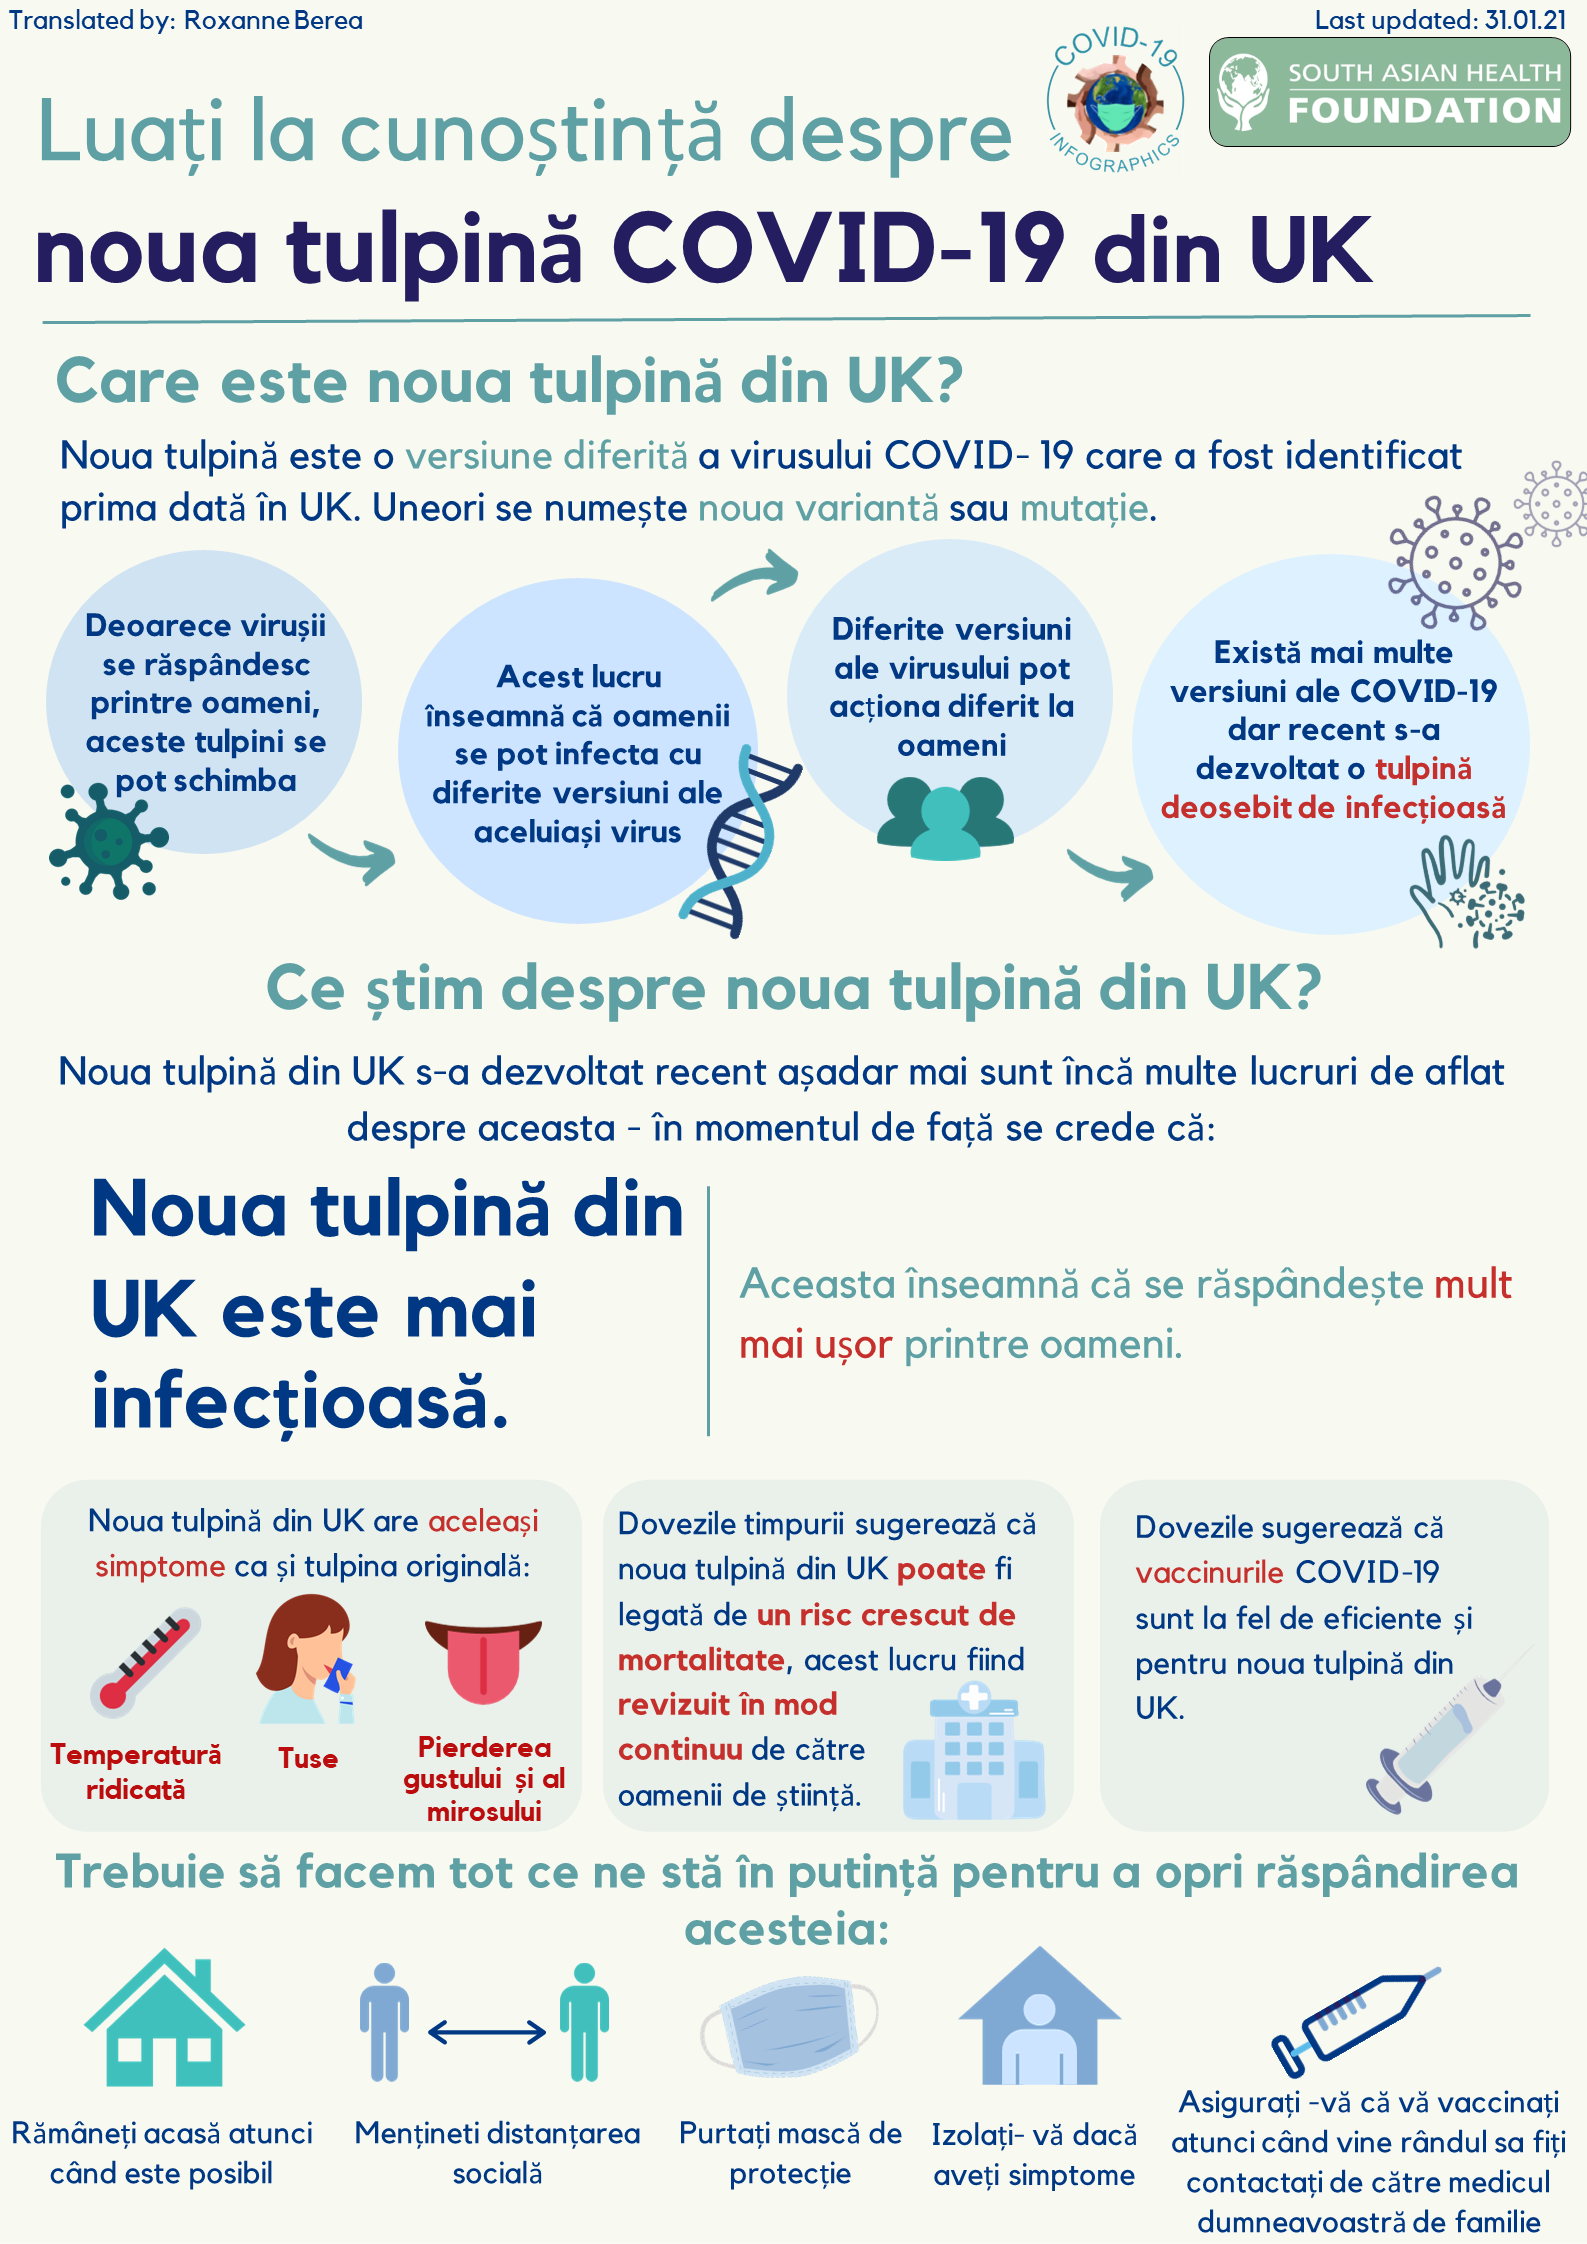 Translated by: Roxanne Berea
Last updated: 31.01.21
COVID-19
INFOGRAPHICS
SOUTH ASIAN HEALTH
FOUNDATION
Luați la cunoștință despre
noua tulpină COVID-19 din UK
Care este noua tulpină din UK?
Noua tulpină este o versiune diferită a virusului COVID- 19 care a fost identificat
prima dată în UK. Uneori se numește noua variantă sau mutație.
Deoarece virușii
se răspândesc
printre oameni,
aceste tulpini se
pot schimba
Acest lucru
înseamnă că oamenii
se pot infecta cu
diferite versiuni ale
aceluiași virus
Diferite versiuni
ale virusului pot
acționa diferit la
oameni
Există mai multe
versiuni ale COVID-19
dar recent s-a
dezvoltat o tulpină
deosebit de infecțioasă
Ce știm despre noua tulpină din UK?
Noua tulpină din UK s-a dezvoltat recent așadar mai sunt încă multe lucruri de aflat
despre aceasta - în momentul de față se crede că:
Noua tulpină din
UK este mai
infecțioasă.
Aceasta înseamnă că se răspândește mult
mai ușor printre oameni.
Noua tulpină din UK are aceleași
simptome ca și tulpina originală:
Temperatură
ridicată
Tuse
Pierderea
gustului și al
mirosului
Dovezile timpurii sugerează că
noua tulpină din UK poate fi
legată de un risc crescut de
mortalitate, acest lucru fiind
revizuit în mod
continuu de către
oamenii de știință.
Dovezile sugerează că
vaccinurile COVID-19
sunt la fel de eficiente și
pentru noua tulpină din
UK.
Trebuie să facem tot ce ne stă în putință pentru a opri răspândirea
acesteia:
Rămâneți acasă atunci
când este posibil
Mențineti distanțarea
socială
Purtați mască de
protecție
Izolați- vă dacă
aveți simptome
Asigurați -vă că vă vaccinați
atunci când vine rândul sa fiți
contactați de către medicul
dumneavoastră de familie